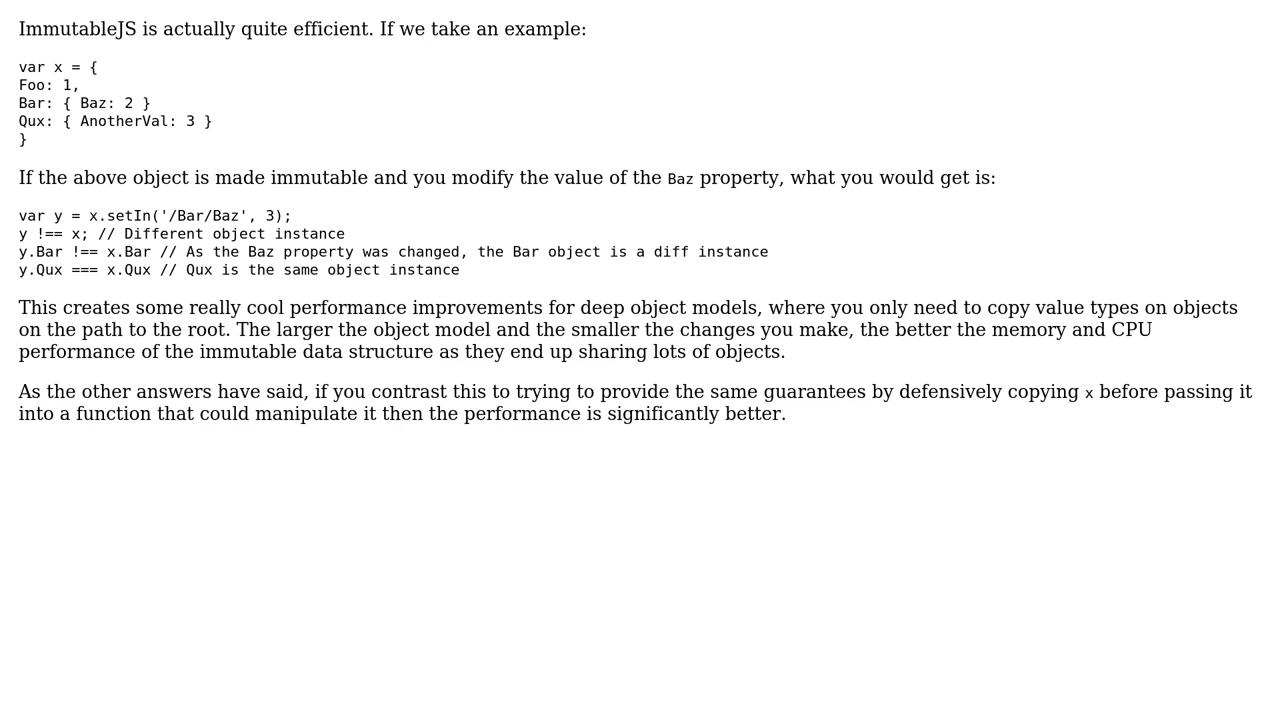 ImmutableJS is actually quite efficient. If we take an example:
var x = {
Foo: 1,
Bar: { Baz: 2 }
Qux: { AnotherVal: 3 }
}
If the above object is made immutable and you modify the value of the Baz property, what you would get is:
var y = x.setIn('/Bar/Baz', 3);
y !== x; // Different object instance
y.Bar !== x.Bar // As the Baz property was changed, the Bar object is a diff instance
y.Qux === x.Qux // Qux is the same object instance
This creates some really cool performance improvements for deep object models, where you only need to copy value types on objects
on the path to the root. The larger the object model and the smaller the changes you make, the better the memory and CPU
performance of the immutable data structure as they end up sharing lots of objects.
As the other answers have said, if you contrast this to trying to provide the same guarantees by defensively copying x before passing it
into a function that could manipulate it then the performance is significantly better.